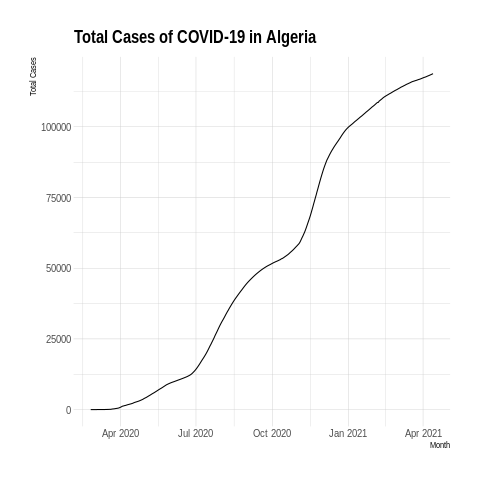 Total Cases of COVID-19 in Algeria
Total Cases
100000
75000
50000
25000
0
Apr 2020 Jul 2020 Oct 2020 Jan 2021 Apr 2021
Month